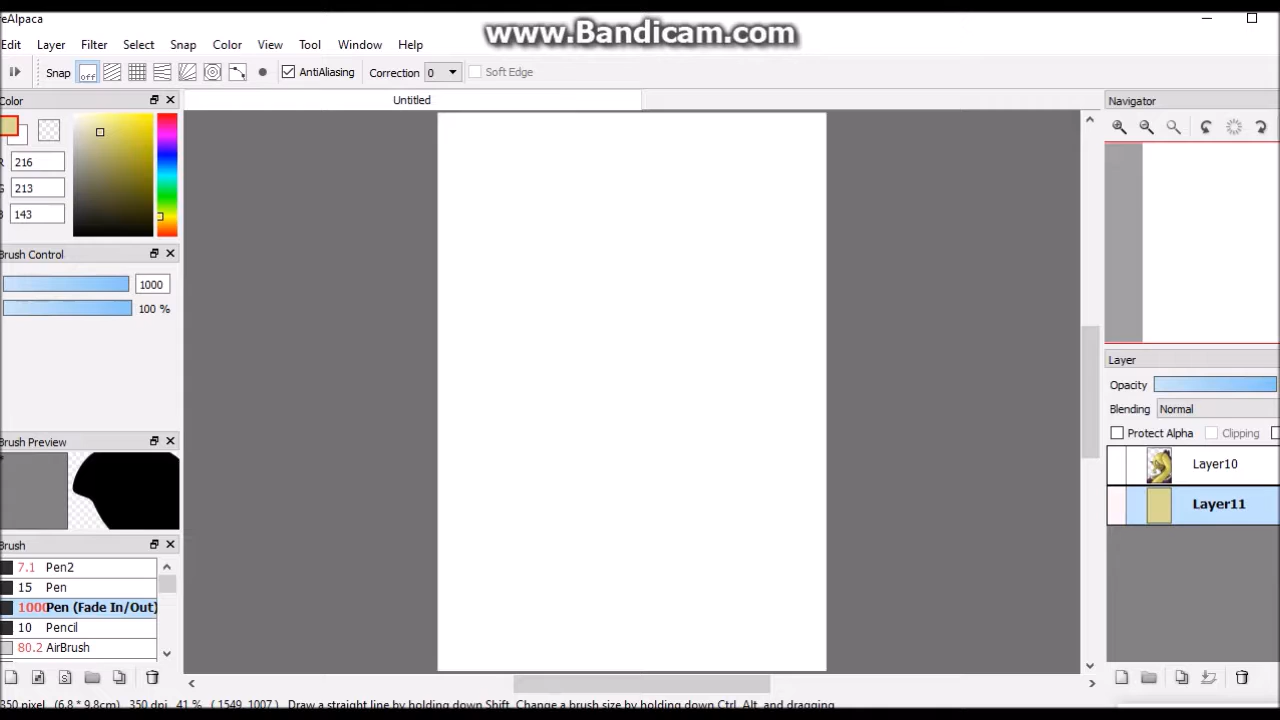 www.Bandicam.com
eAlpaca
Edit Layer Filter Select Snap Color View Tool Window Help
Snap off AntiAliasing Correction 0 Soft Edge
Color
Untitled
Navigator
R 216
G 213
B 143
Brush Control
1000
100 %
Layer
Opacity
Blending Normal
Protect Alpha Clipping
Brush Preview
Layer10
Layer11
Brush
7.1 Pen2
15 Pen
1000 Pen (Fade In/Out)
10 Pencil
80.2 AirBrush
350 pixel, (6.8 * 9.8cm) 350 dpi, 41 % ( 1549, 1007 ) Draw a straight line by holding down Shift, Change a brush size by holding down Ctrl, Alt, and dragging